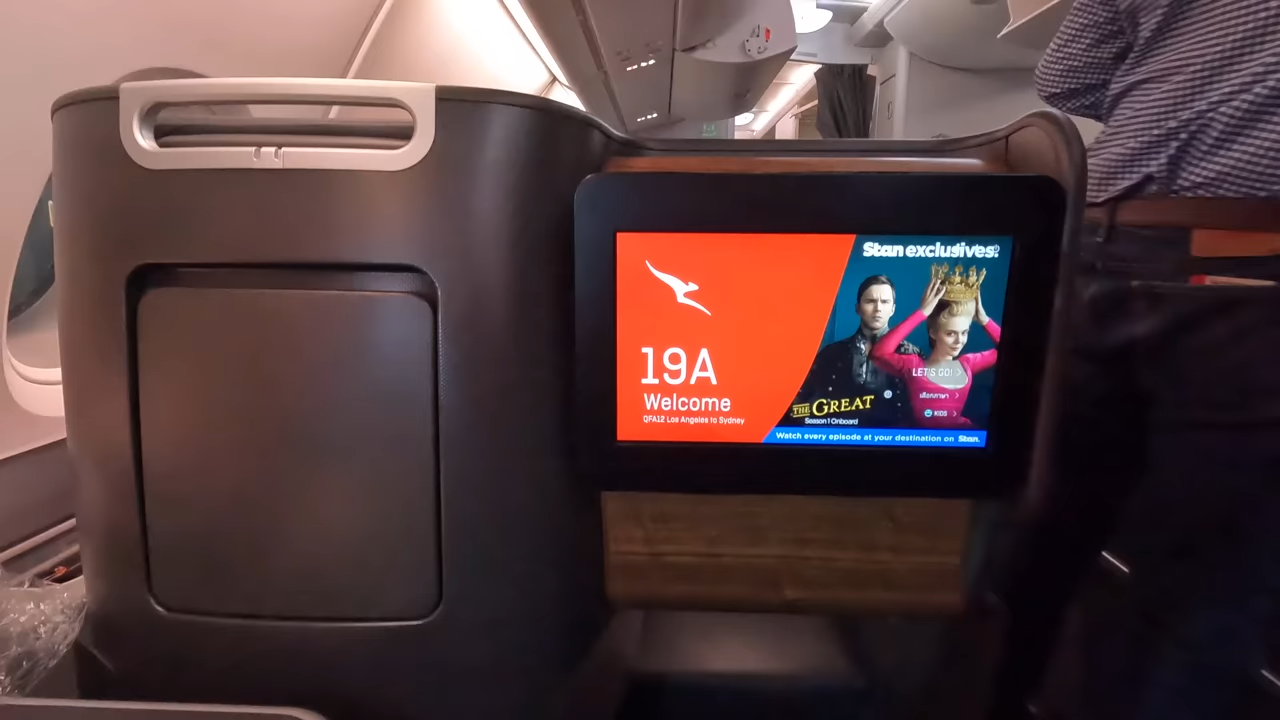 19A
Welcome
QFA12 Los Angeles to Sydney
Stan exclusives.
LET'S GO!
เลือกภาษา
KIDS
THE GREAT
Season 1 Onboard
Watch every episode at your destination on Stan.